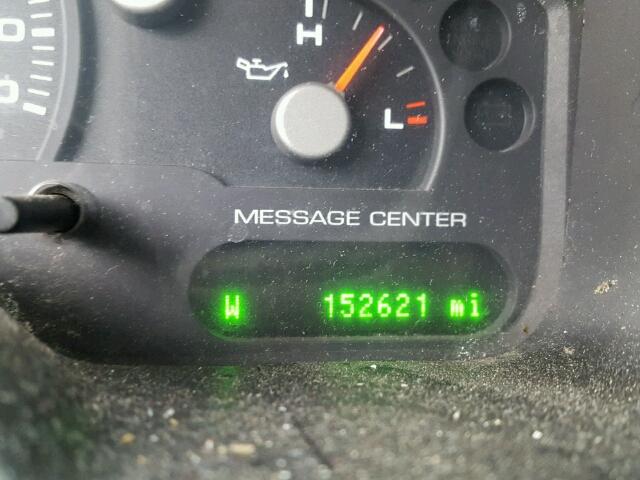 H
L
MESSAGE CENTER
W 152621 mi